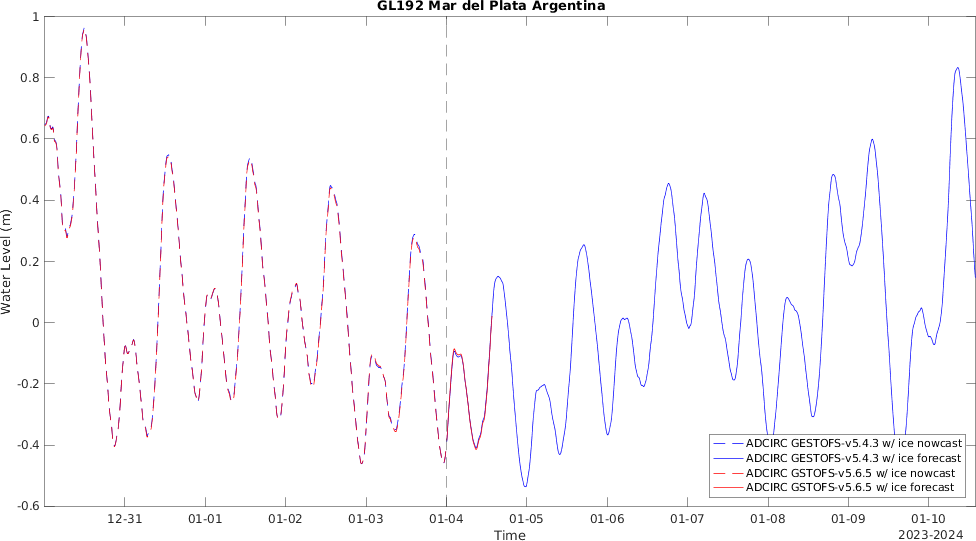 GL192 Mar del Plata Argentina
1
0.8
0.6
0.4
0.2
0
-0.2
-0.4
-0.6
Water Level (m)
ADCIRC GESTOFS-v5.4.3 w/ ice nowcast
ADCIRC GESTOFS-v5.4.3 w/ ice forecast
ADCIRC GSTOFS-v5.6.5 w/ ice nowcast
ADCIRC GSTOFS-v5.6.5 w/ ice forecast
12-31 01-01 01-02 01-03 01-04 01-05 01-06 01-07 01-08 01-09 01-10
Time
2023-2024